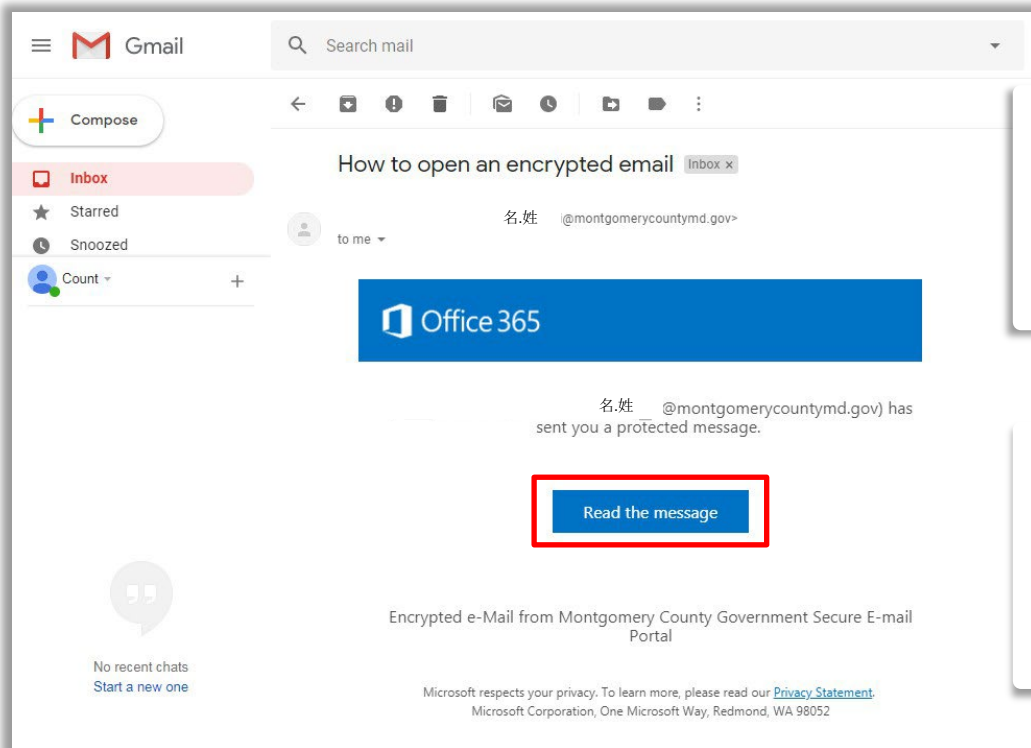 Gmail
Search mail
Compose
How to open an encrypted email Inbox x
Inbox
Starred
Snoozed
名.姓 @montgomerycountymd.gov>
to me
Count
+
Office 365
名.姓 _ @montgomerycountymd.gov) has
sent you a protected message.
Read the message
Encrypted e-Mail from Montgomery County Government Secure E-mail
Portal
No recent chats
Start a new one
Microsoft respects your privacy. To learn more, please read our Privacy Statement.
Microsoft Corporation, One Microsoft Way, Redmond, WA 98052